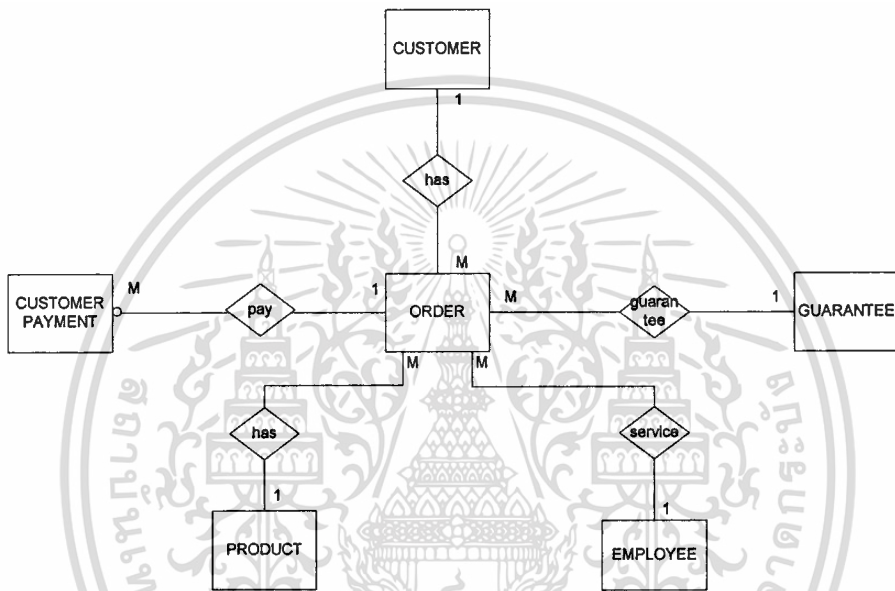 CUSTOMER
1
has
M
CUSTOMER
PAYMENT
M
pay
1
ORDER
M
guaran
tee
1
GUARANTEE
M
M
has
service
1
1
PRODUCT
EMPLOYEE